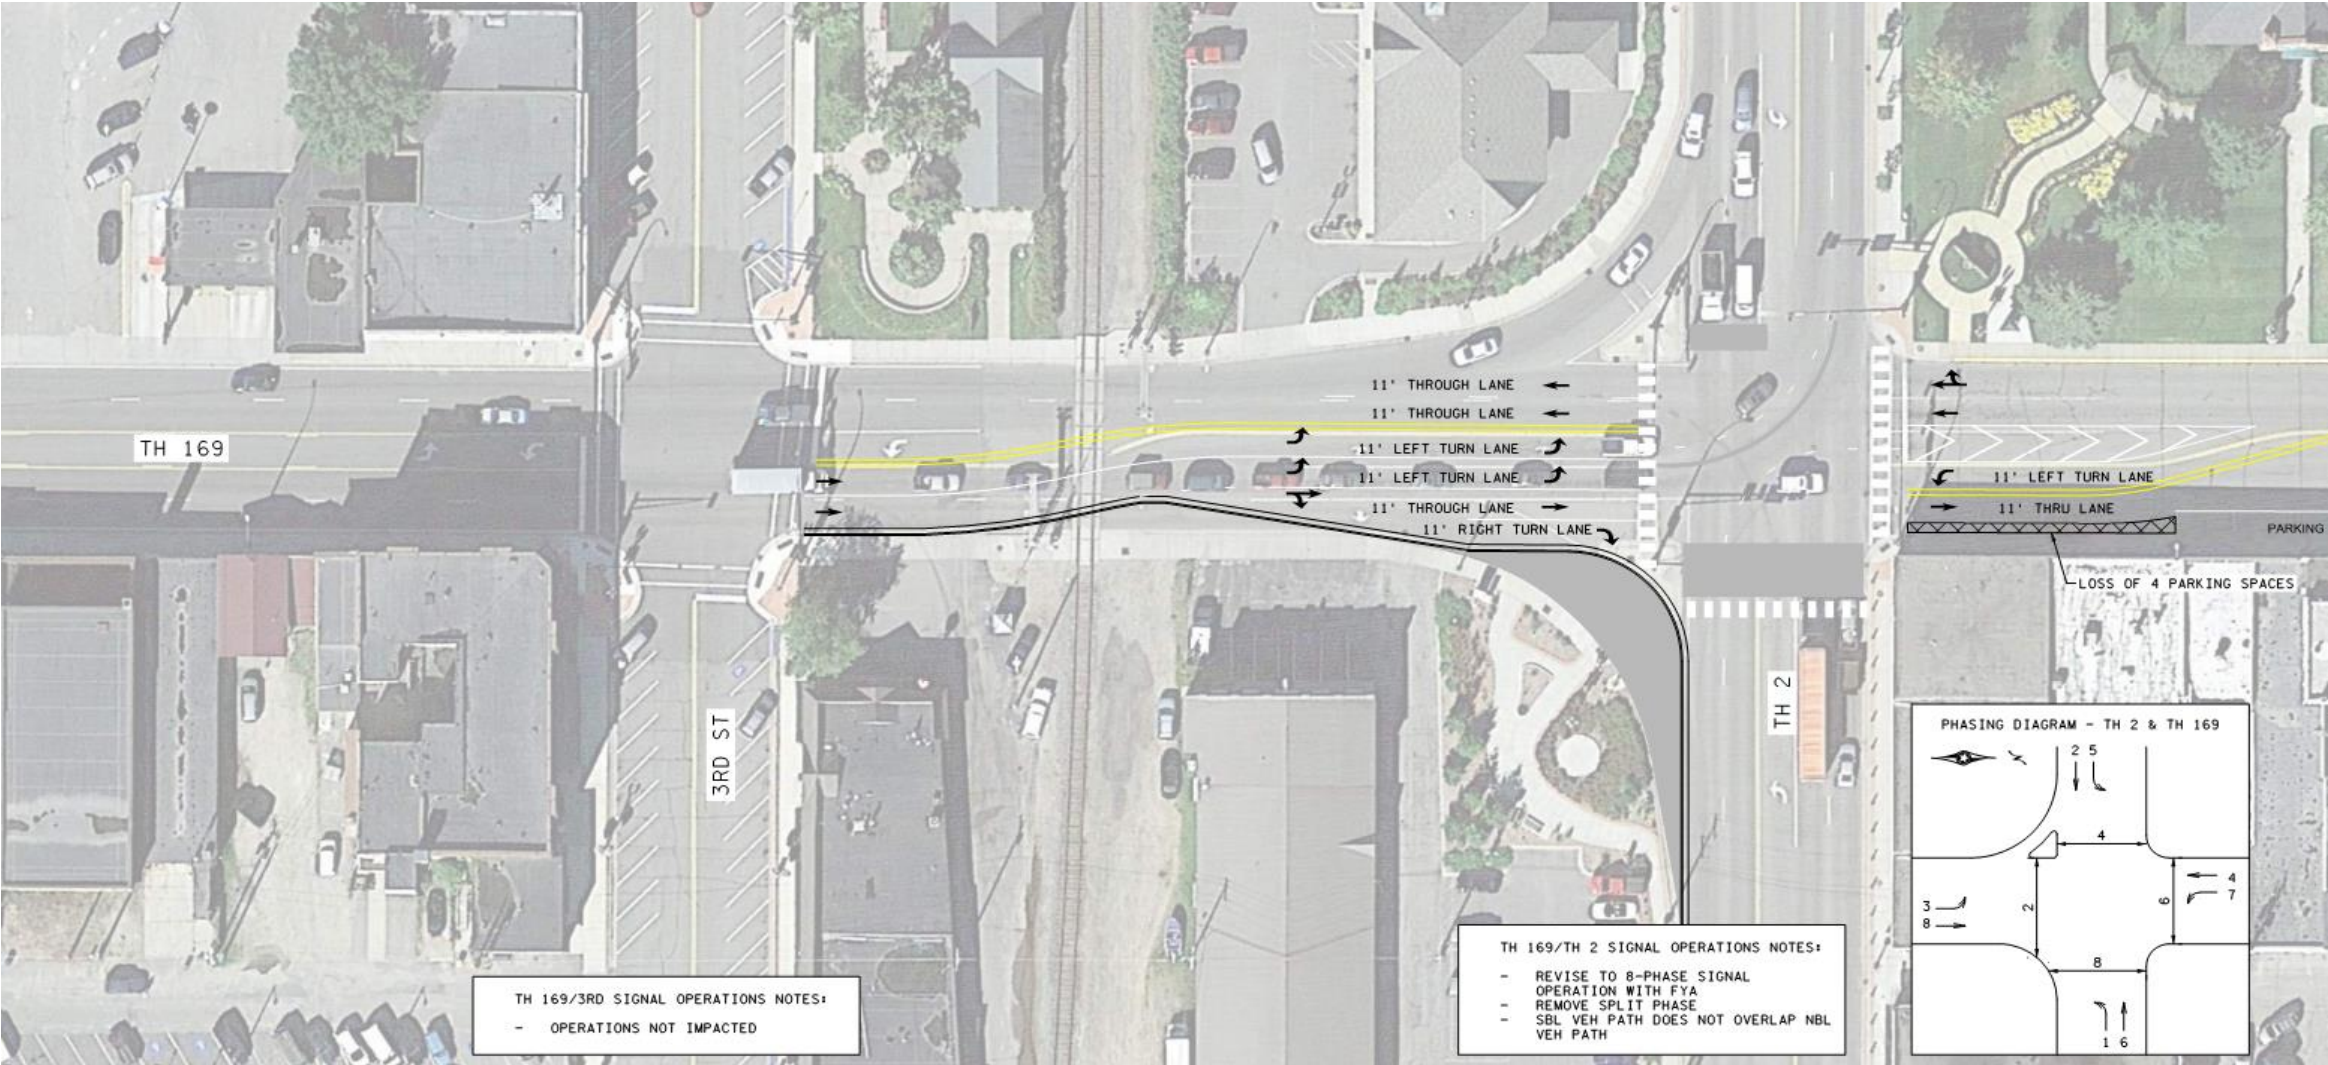 11' THROUGH LANE
11' THROUGH LANE
TH 169
11' LEFT TURN LANE
11' LEFT TURN LANE
11' THROUGH LANE
11' RIGHT TURN LANE
11' LEFT TURN LANE
11' THRU LANE
PARKING
LOSS OF 4 PARKING SPACES
3RD ST
TH 2
PHASING DIAGRAM - TH 2 & TH 169
2 5
4
4
7
3
8
2
6
8
1 6
TH 169/3RD SIGNAL OPERATIONS NOTES:
- OPERATIONS NOT IMPACTED
TH 169/TH 2 SIGNAL OPERATIONS NOTES:
- REVISE TO 8-PHASE SIGNAL
OPERATION WITH FYA
- REMOVE SPLIT PHASE
- SBL VEH PATH DOES NOT OVERLAP NBL
VEH PATH